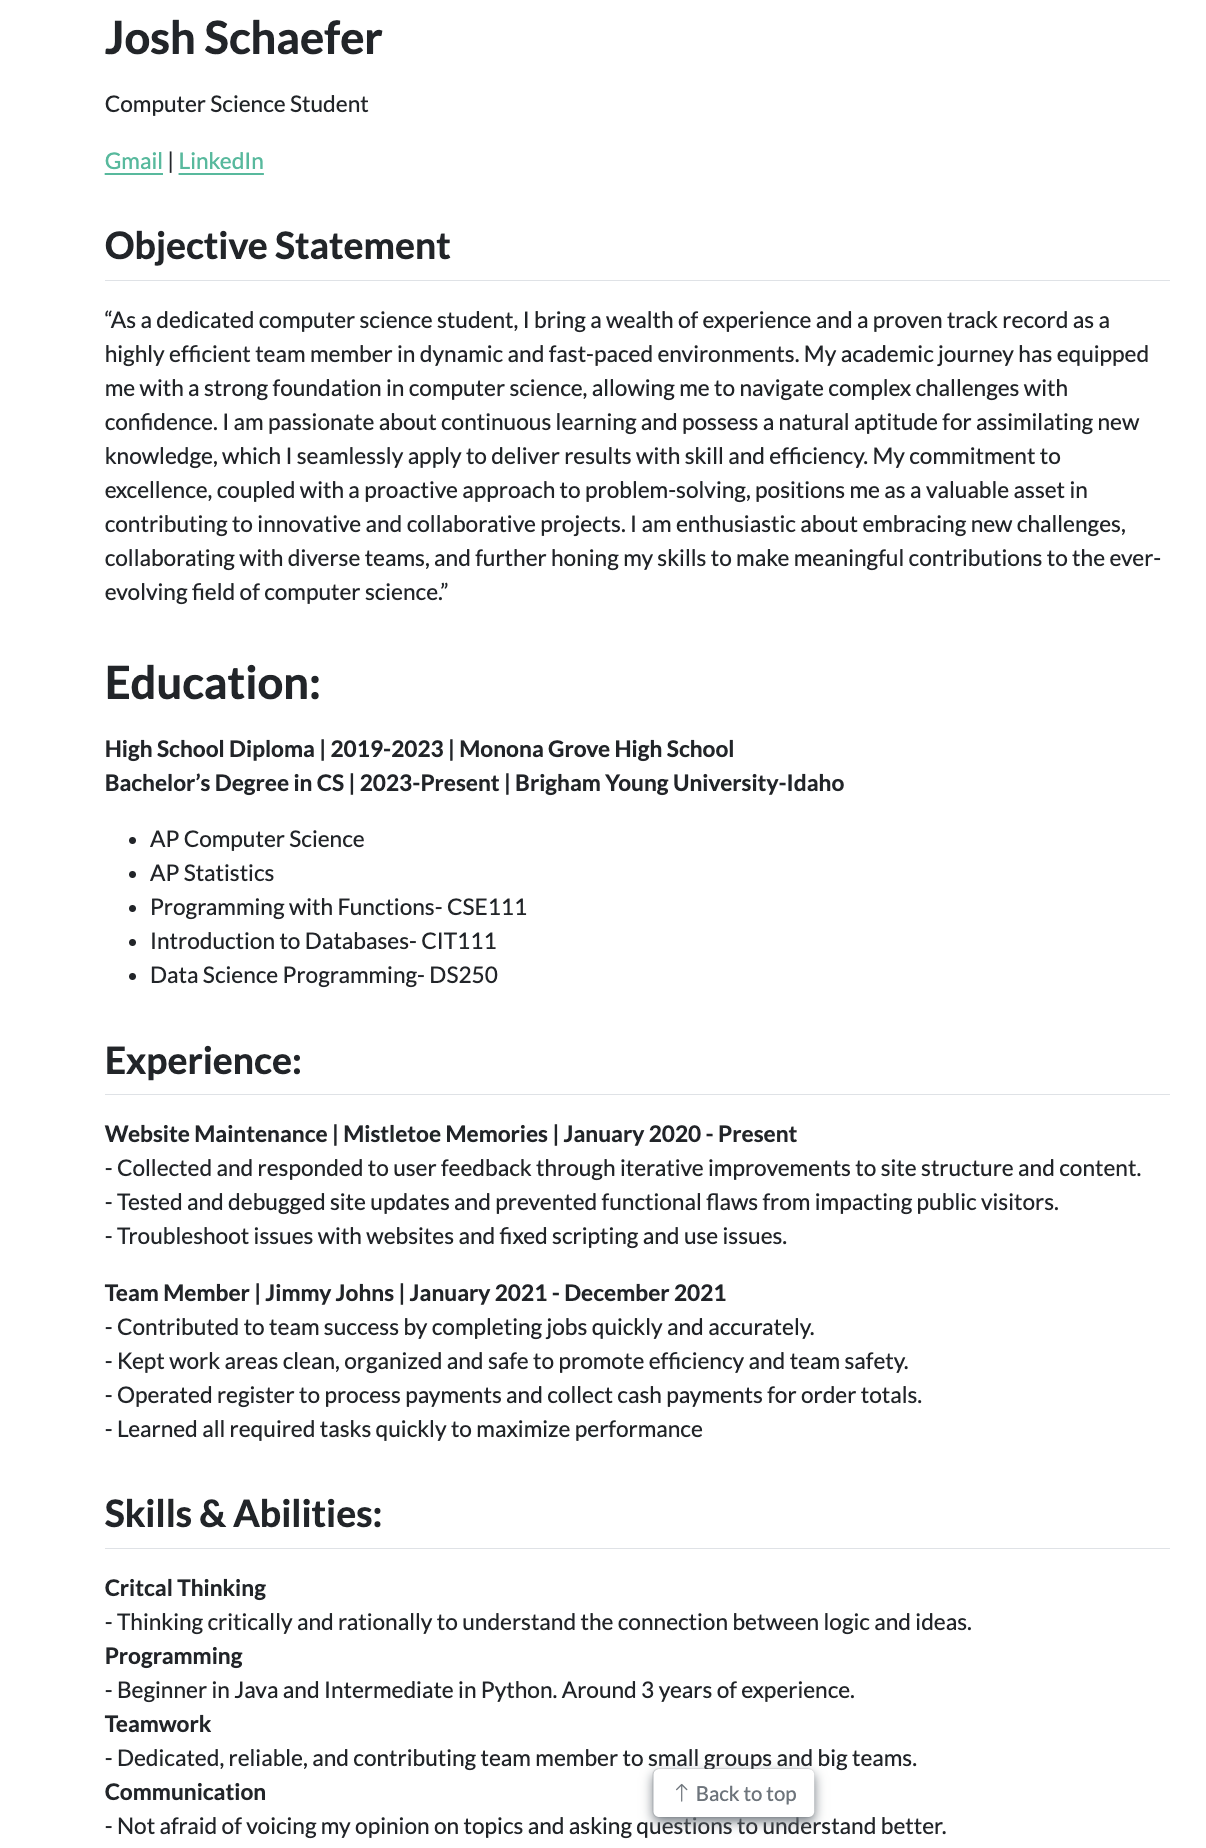 Josh Schaefer
Computer Science Student
Gmail | LinkedIn
Objective Statement
“As a dedicated computer science student, I bring a wealth of experience and a proven track record as a
highly efficient team member in dynamic and fast-paced environments. My academic journey has equipped
me with a strong foundation in computer science, allowing me to navigate complex challenges with
confidence. I am passionate about continuous learning and possess a natural aptitude for assimilating new
knowledge, which I seamlessly apply to deliver results with skill and efficiency. My commitment to
excellence, coupled with a proactive approach to problem-solving, positions me as a valuable asset in
contributing to innovative and collaborative projects. I am enthusiastic about embracing new challenges,
collaborating with diverse teams, and further honing my skills to make meaningful contributions to the ever-
evolving field of computer science.”
Education:
High School Diploma | 2019-2023 | Monona Grove High School
Bachelor’s Degree in CS | 2023-Present | Brigham Young University-Idaho
• AP Computer Science
• AP Statistics
• Programming with Functions- CSE111
• Introduction to Databases- CIT111
• Data Science Programming- DS250
Experience:
Website Maintenance | Mistletoe Memories | January 2020 - Present
- Collected and responded to user feedback through iterative improvements to site structure and content.
- Tested and debugged site updates and prevented functional flaws from impacting public visitors.
- Troubleshoot issues with websites and fixed scripting and use issues.
Team Member | Jimmy Johns | January 2021 - December 2021
- Contributed to team success by completing jobs quickly and accurately.
- Kept work areas clean, organized and safe to promote efficiency and team safety.
- Operated register to process payments and collect cash payments for order totals.
- Learned all required tasks quickly to maximize performance
Skills & Abilities:
Critcal Thinking
- Thinking critically and rationally to understand the connection between logic and ideas.
Programming
- Beginner in Java and Intermediate in Python. Around 3 years of experience.
Teamwork
- Dedicated, reliable, and contributing team member to small groups and big teams.
Communication
↑ Back to top
- Not afraid of voicing my opinion on topics and asking questions to understand better.